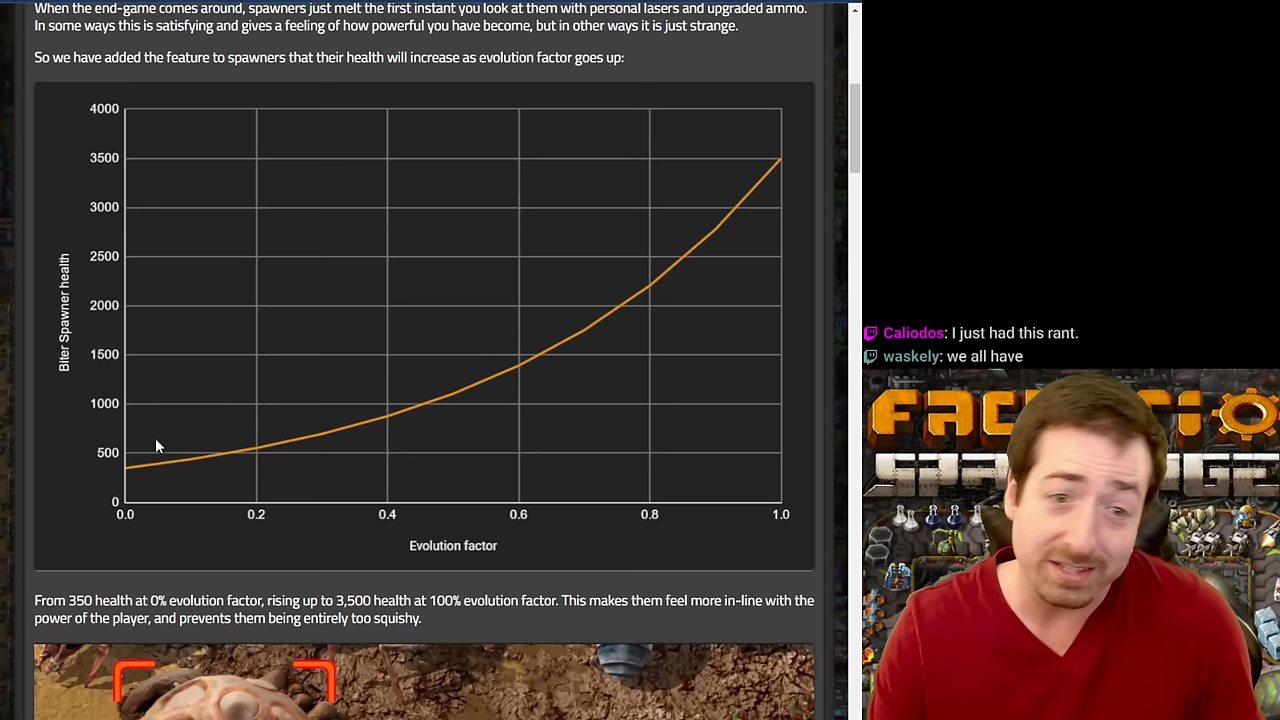 When the end-game comes around, spawners just melt the first instant you look at them with personal lasers and upgraded ammo.
In some ways this is satisfying and gives a feeling of how powerful you have become, but in other ways it is just strange.
So we have added the feature to spawners that their health will increase as evolution factor goes up:
4000
3500
3000
2500
2000
1500
1000
500
0
Biter Spawner health
0.0 0.2 0.4 0.6 0.8 1.0
Evolution factor
From 350 health at 0% evolution factor, rising up to 3,500 health at 100% evolution factor. This makes them feel more in-line with the
power of the player, and prevents them being entirely too squishy.
Caliodos: I just had this rant.
waskely: we all have